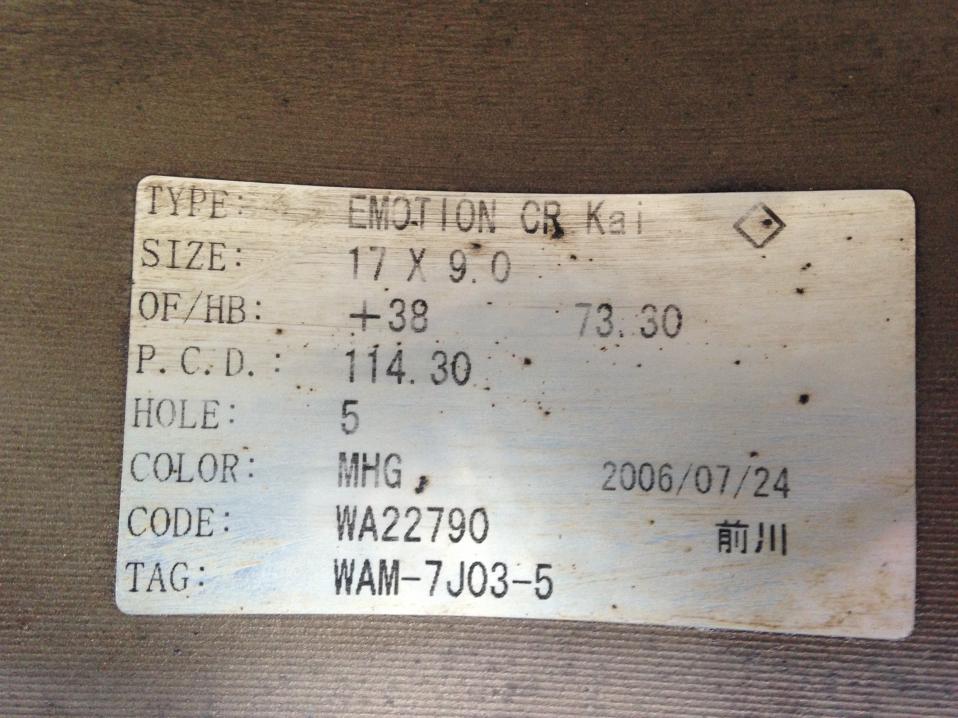 TYPE: EMOTION CR Kai
SIZE: 17 X 9.0
OF/HB: +38 73.30
P.C.D.: 114.30
HOLE: 5
COLOR: MHG 2006/07/24
CODE: WA22790 前川
TAG: WAM-7J03-5